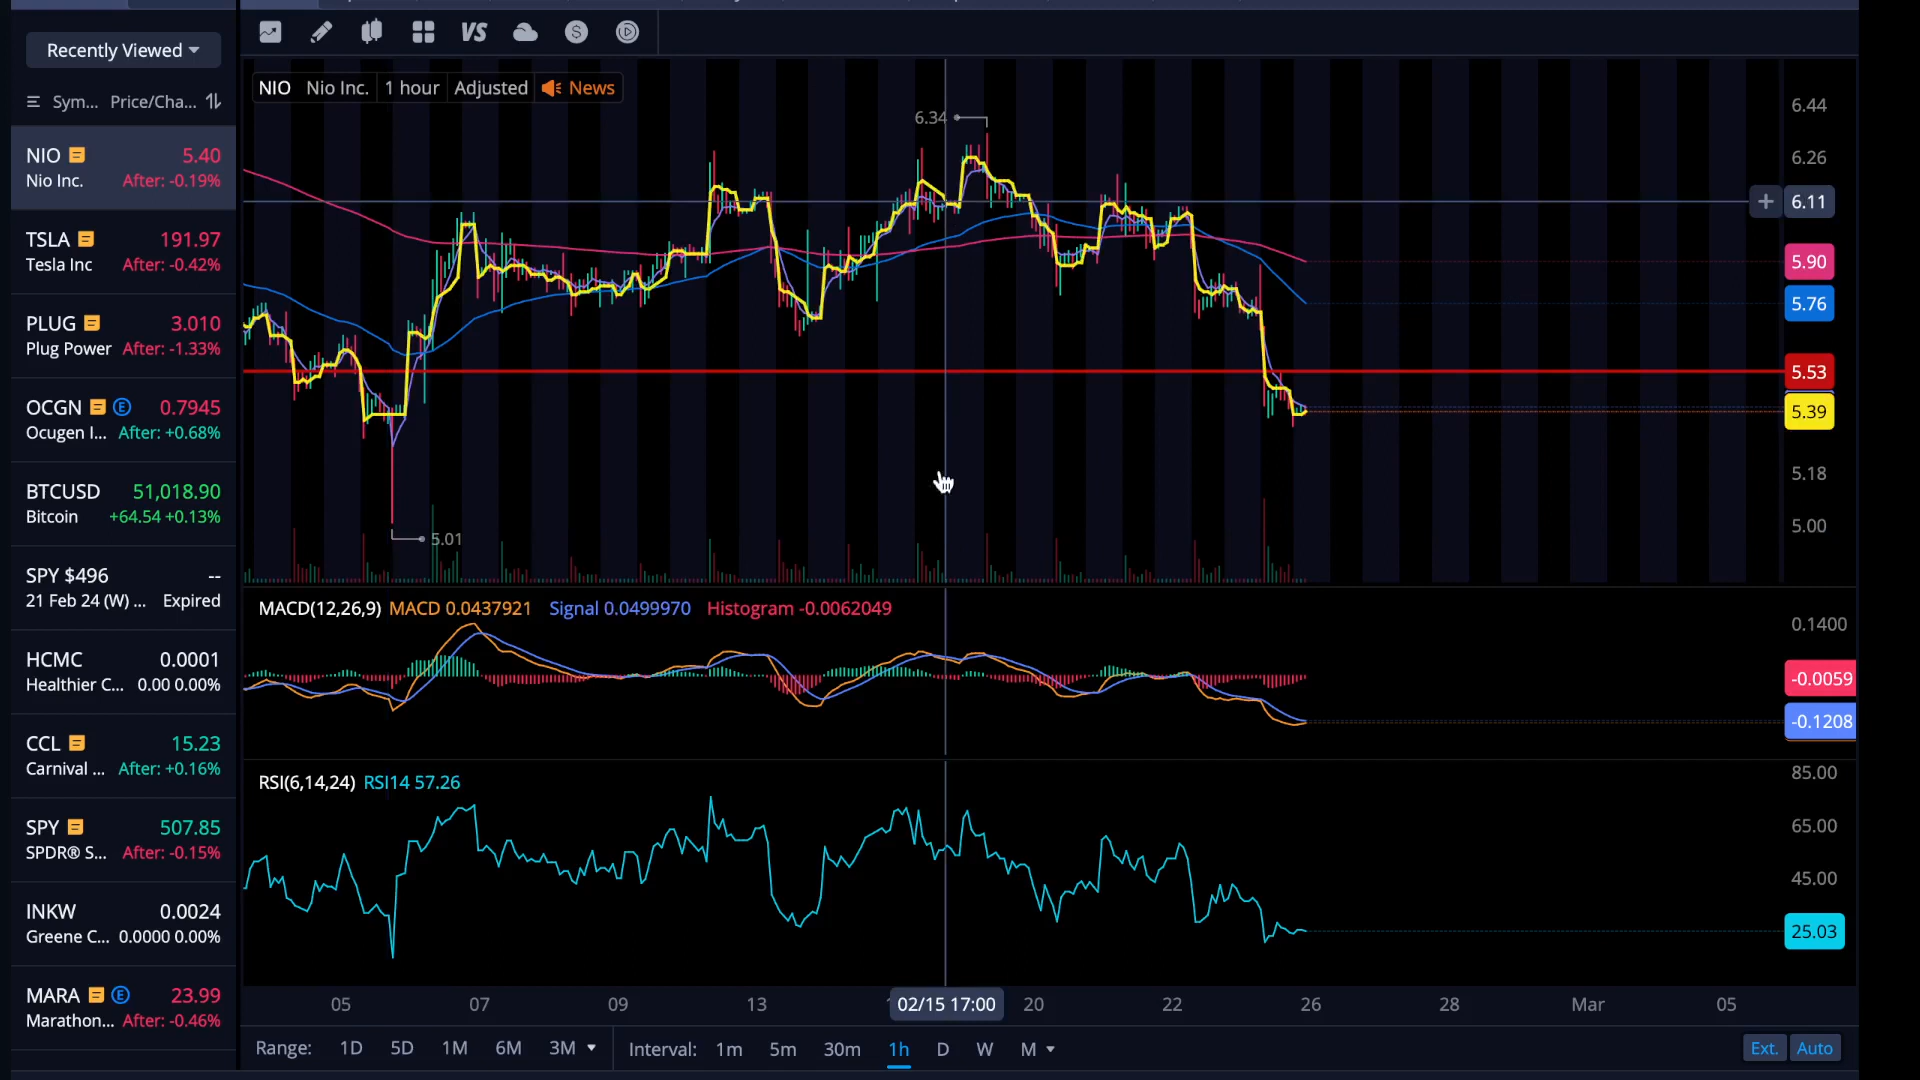 Recently Viewed
Sym... Price/Cha...
NIO 5.40
Nio Inc. After: -0.19%
TSLA 191.97
Tesla Inc After: -0.42%
PLUG 3.010
Plug Power After: -1.33%
OCGN E 0.7945
Ocugen I... After: +0.68%
BTCUSD 51,018.90
Bitcoin +64.54 +0.13%
SPY $496 --
21 Feb 24 (W) ... Expired
HCMC 0.0001
Healthier C... 0.00 0.00%
CCL 15.23
Carnival ... After: +0.16%
SPY 507.85
SPDR® S... After: -0.15%
INKW 0.0024
Greene C... 0.0000 0.00%
MARA E 23.99
Marathon... After: -0.46%
VS $
NIO Nio Inc. 1 hour Adjusted News
6.34
5.01
6.44
6.26
+ 6.11
5.90
5.76
5.53
5.39
5.18
5.00
MACD(12,26,9) MACD 0.0437921 Signal 0.0499970 Histogram -0.0062049
0.1400
-0.0059
-0.1208
RSI(6,14,24) RSI14 57.26
85.00
65.00
45.00
25.03
05 07 09 13 02/15 17:00 20 22 26 28 Mar 05
Range: 1D 5D 1M 6M 3M Interval: 1m 5m 30m 1h D W M Ext. Auto